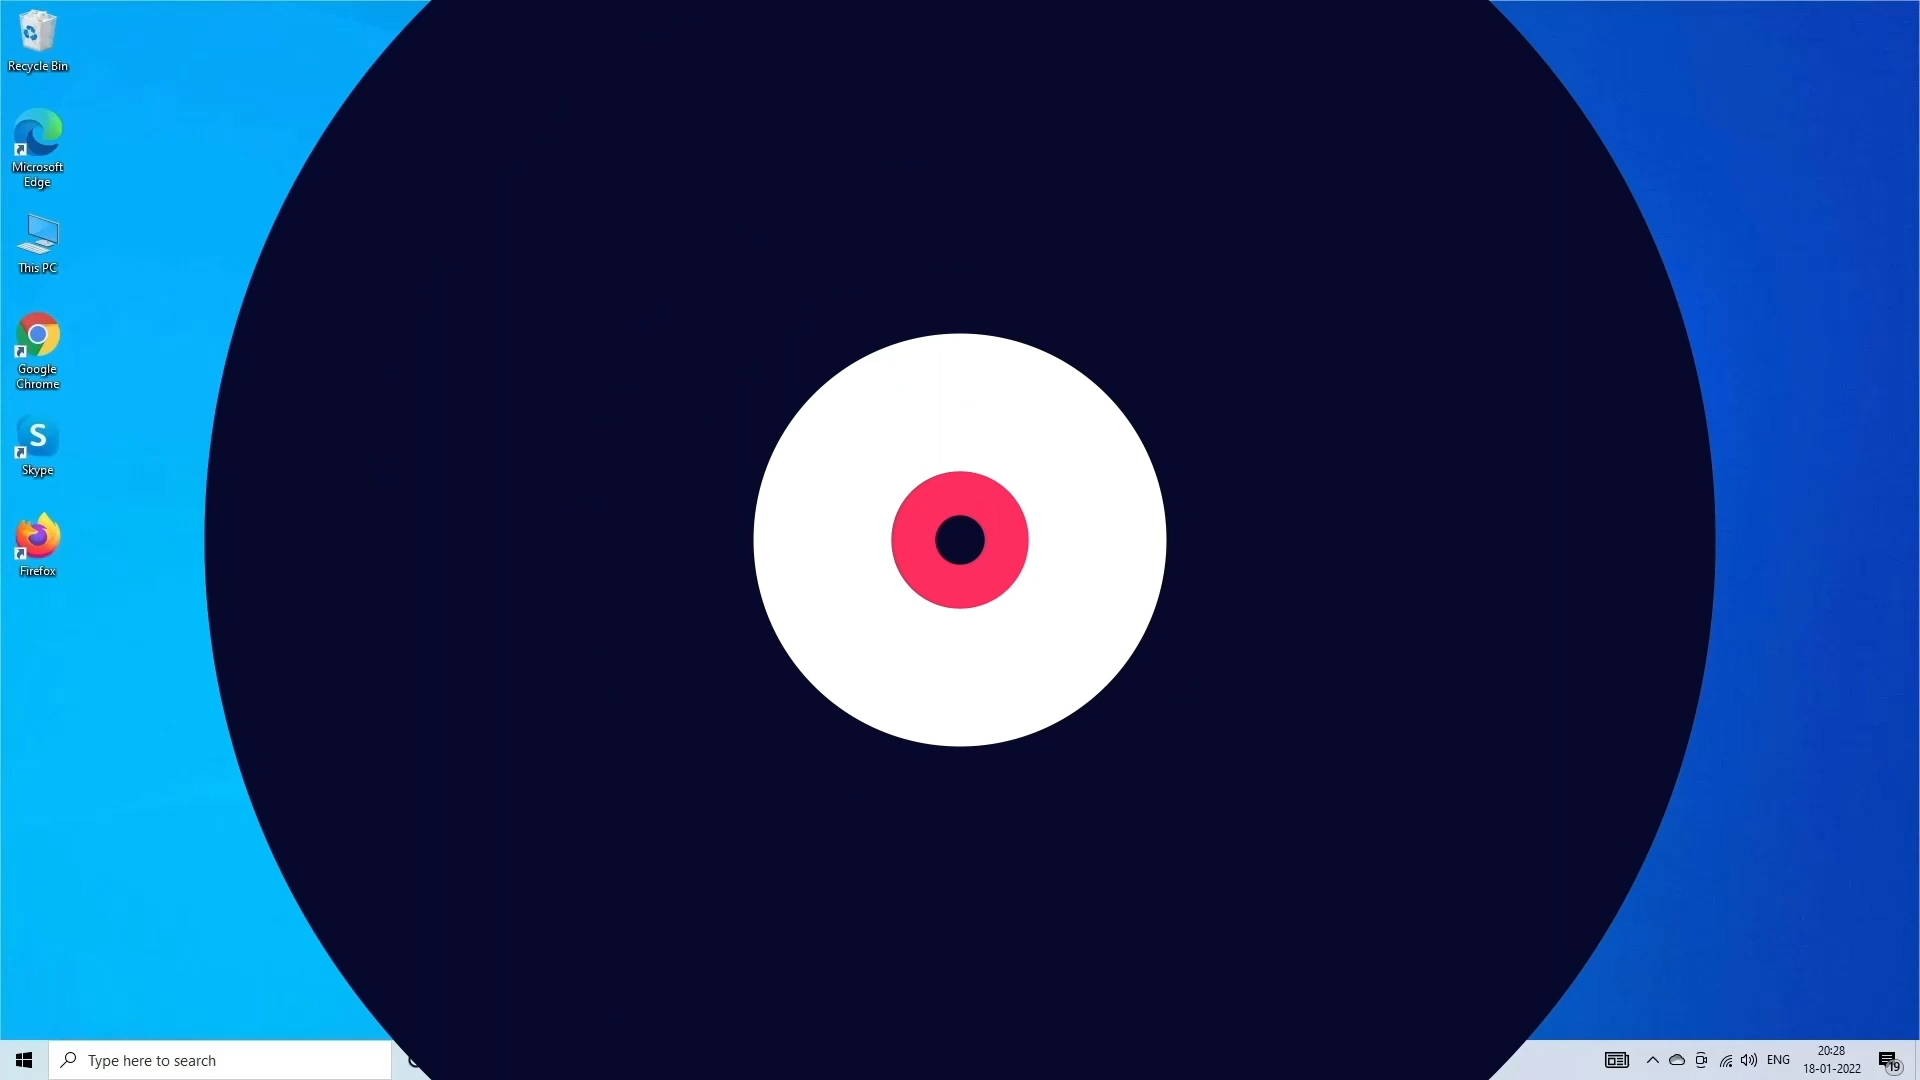 Recycle Bin
Microsoft
Edge
This PC
Google
Chrome
S
Skype
Firefox
Type here to search
ENG
20:28
18-01-2022
19